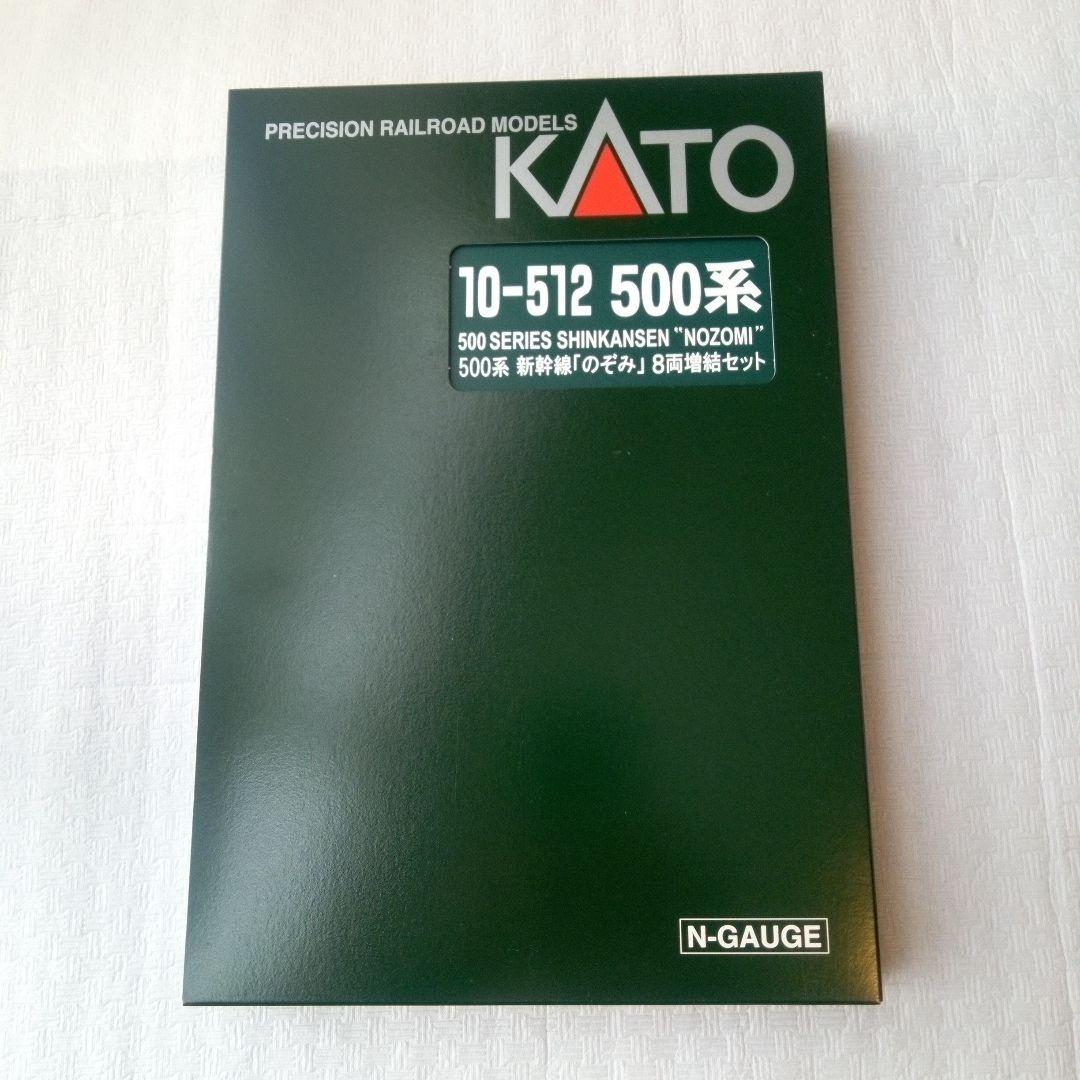 PRECISION RAILROAD MODELS
KATO
10-512 500系
500 SERIES SHINKANSEN "NOZOMI"
500系 新幹線「のぞみ」 8両増結セット
N-GAUGE